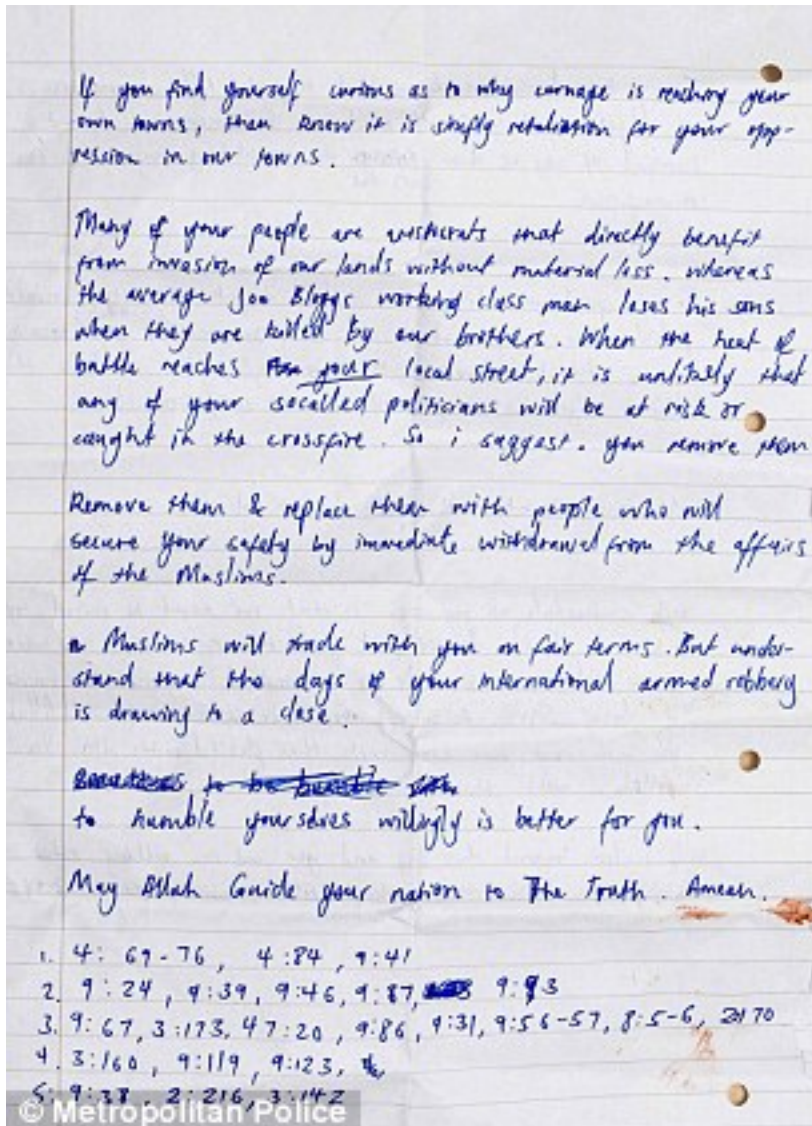 If you find yourself curious as to why carnage is reaching your
own towns, then know it is simply retaliation for your opp-
ression in our towns.
Many of your people are aristocrats that directly benefit
from invasion of our lands without material loss. whereas
the average Joe Bloggs working class man loses his sons
when they are killed by our brothers. When the heat of
battle reaches your local street, it is unlikely that
any of your socalled politicians will be at risk or
caught in the crossfire. So i suggest. you remove them
Remove them & replace them with people who will
secure your safety by immediate withdrawal from the affairs
of the Muslims.
Muslims will trade with you on fair terms. But under-
stand that the days of your international armed robbery
is drawing to a close.
to humble yourselves willingly is better for you.
May Allah Guide your nation to The Truth. Ameen.
1. 4: 69-76, 4:84, 9:41
2. 9:24, 9:39, 9:46, 9:87, 9:93
3. 9:67, 3:173, 47:20, 9:86, 9:31, 9:56-57, 8:5-6,
4. 3:160, 9:119, 9:123,
5. 9:38, 2:216, 3:142
© Metropolitan Police